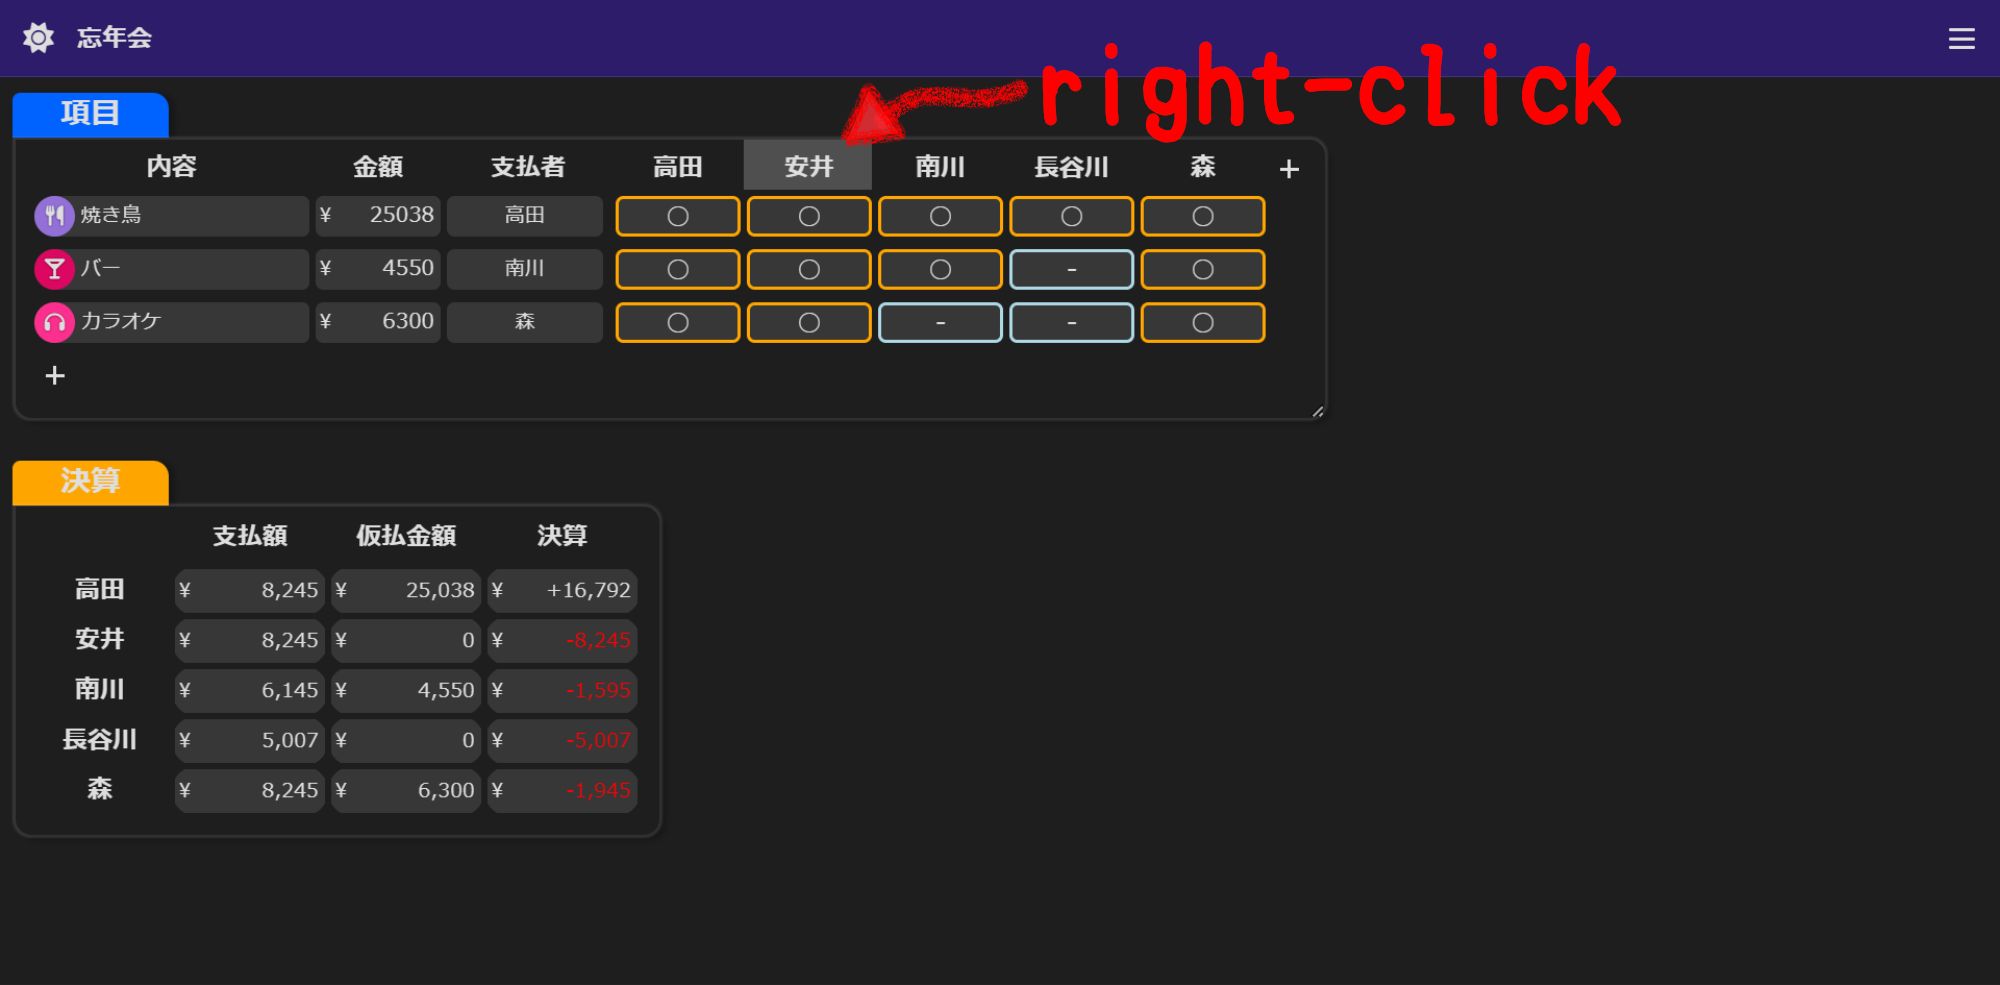 忘年会
right-click
項目
内容 金額 支払者 高田 安井 南川 長谷川 森 +
焼き鳥 ¥ 25038 高田 ○ ○ ○ ○ ○
バー ¥ 4550 南川 ○ ○ ○ - ○
カラオケ ¥ 6300 森 ○ ○ - - ○
+
決算
支払額 仮払金額 決算
高田 ¥ 8,245 ¥ 25,038 ¥ +16,792
安井 ¥ 8,245 ¥ 0 ¥ -8,245
南川 ¥ 6,145 ¥ 4,550 ¥ -1,595
長谷川 ¥ 5,007 ¥ 0 ¥ -5,007
森 ¥ 8,245 ¥ 6,300 ¥ -1,945